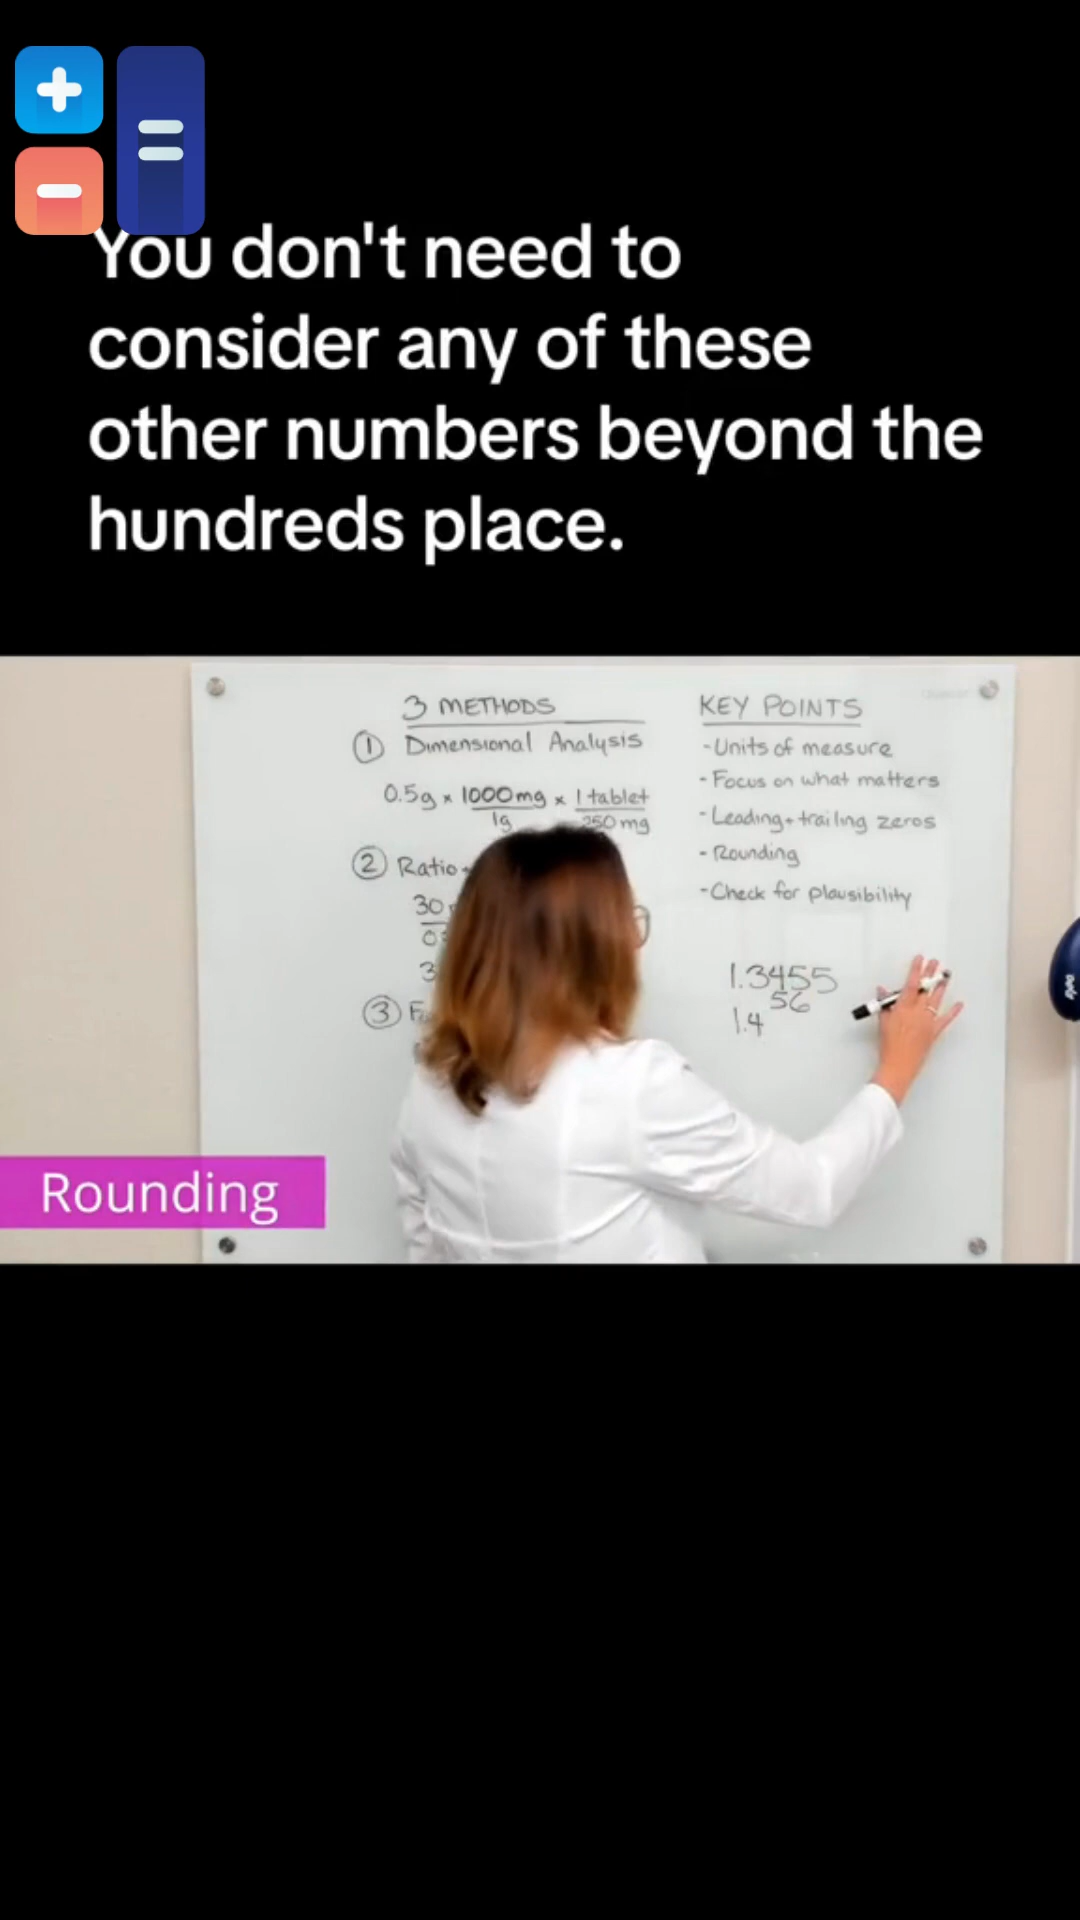 You don't need to
consider any of these
other numbers beyond the
hundreds place.
3 METHODS
① Dimensional Analysis
0.5g × 1000mg × 1 tablet
1g 250mg
② Ratio
30
3
③
KEY POINTS
- Units of measure
- Focus on what matters
- Leading + trailing zeros
- Rounding
- Check for plausibility
1.3455
56
1.4
Rounding